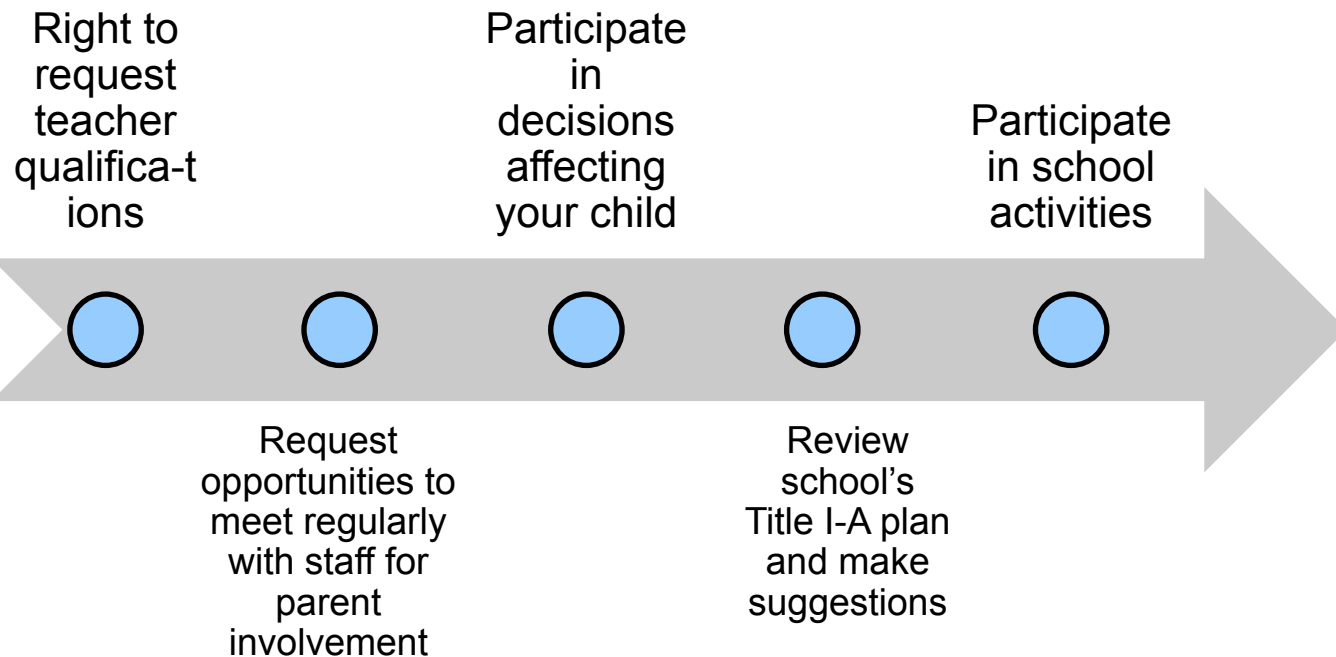 Right to
request
teacher
qualifica-t
ions
Request
opportunities to
meet regularly
with staff for
parent
involvement
Participate
in
decisions
affecting
your child
Review
school’s
Title I-A plan
and make
suggestions
Participate
in school
activities